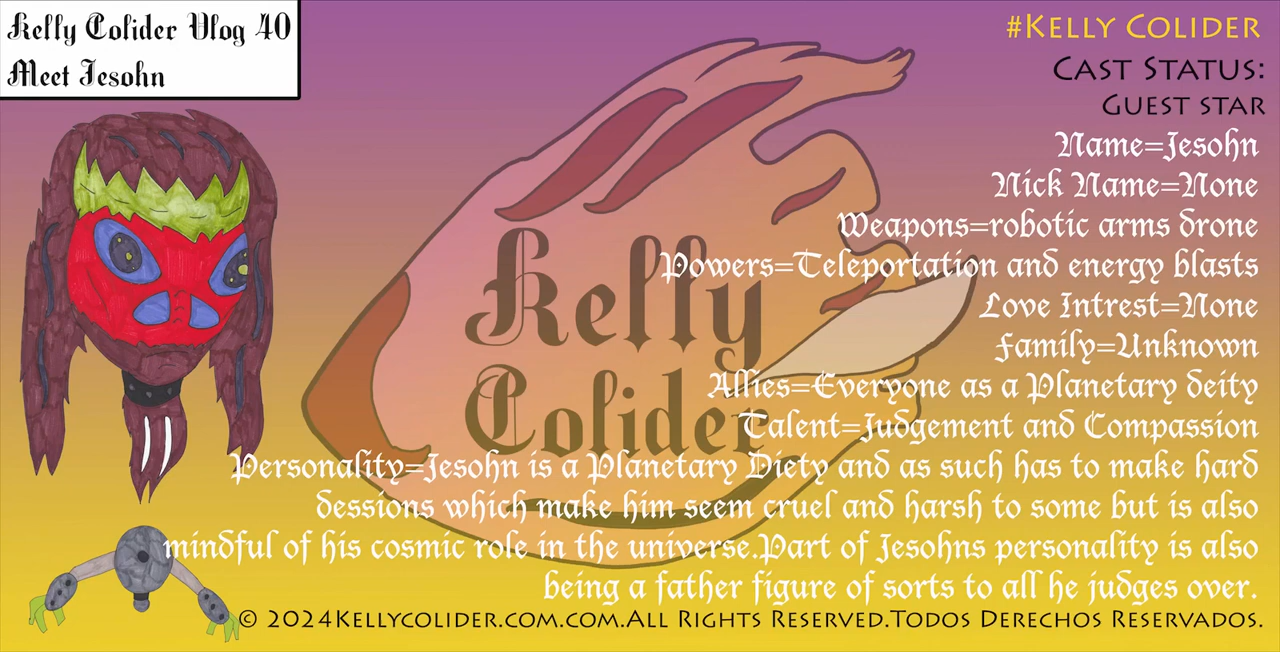 Kelly Colider Vlog 40
Meet Jesohn
#Kelly Colider
Cast Status:
Guest star
Name=Jesohn
Nick Name=None
Weapons=robotic arms drone
Powers=Teleportation and energy blasts
Love Intrest=None
Family=Unknown
Allies=Everyone as a Planetary deity
Talent=Judgement and Compassion
Personality=Jesohn is a Planetary Diety and as such has to make hard
dessions which make him seem cruel and harsh to some but is also
mindful of his cosmic role in the universe.Part of Jesohns personality is also
being a father figure of sorts to all he judges over.
© 2024Kellycolider.com.com.All Rights Reserved.Todos Derechos Reservados.
Kelly
Colider